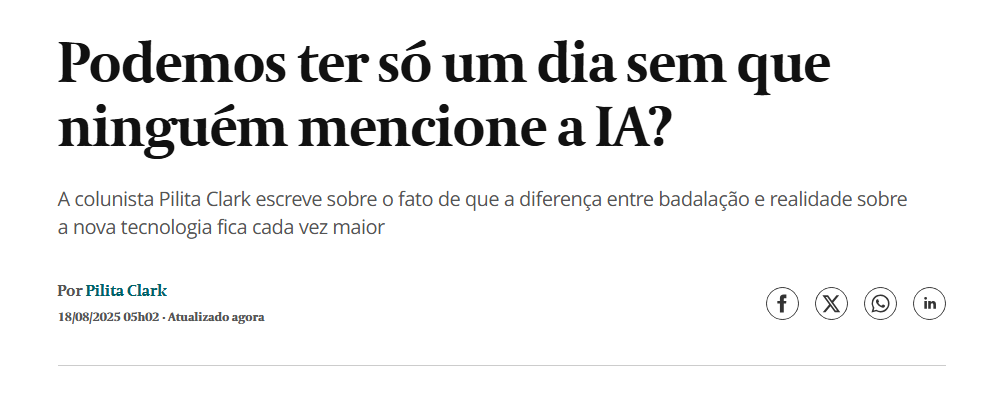 Podemos ter só um dia sem que
ninguém mencione a IA?
A colunista Pilita Clark escreve sobre o fato de que a diferença entre badalação e realidade sobre
a nova tecnologia fica cada vez maior
Por Pilita Clark
18/08/2025 05h02 · Atualizado agora